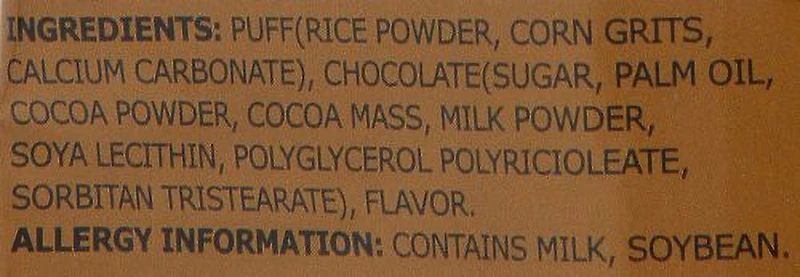 INGREDIENTS: PUFF(RICE POWDER, CORN GRITS,
CALCIUM CARBONATE), CHOCOLATE(SUGAR, PALM OIL,
COCOA POWDER, COCOA MASS, MILK POWDER,
SOYA LECITHIN, POLYGLYCEROL POLYRICIOLEATE,
SORBITAN TRISTEARATE), FLAVOR.
ALLERGY INFORMATION: CONTAINS MILK, SOYBEAN.